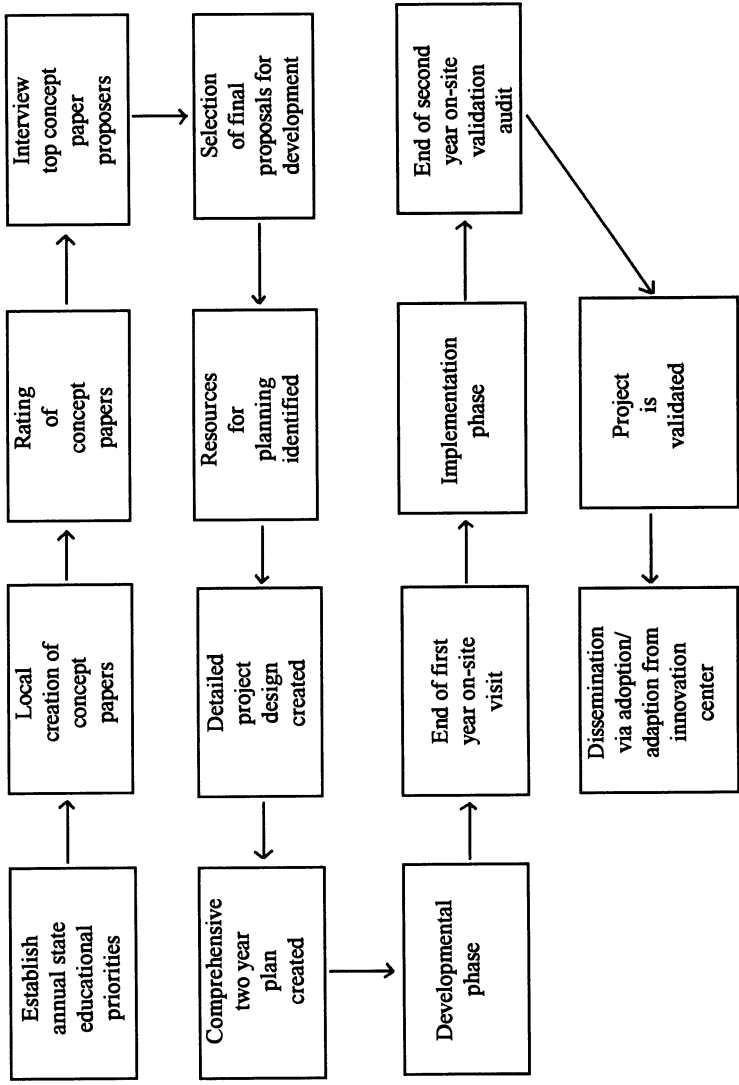 Establish
annual state
educational
priorities
Local
creation of
concept
papers
Rating
of
concept
papers
Interview
top concept
paper
proposers
Selection
of final
proposals for
development
Resources
for
planning
identified
Detailed
project
design
created
Comprehensive
two year
plan
created
Developmental
phase
End of first
year on-site
visit
Implementation
phase
End of second
year on-site
validation
audit
Project
is
validated
Dissemination
via adoption/
adaption from
innovation
center